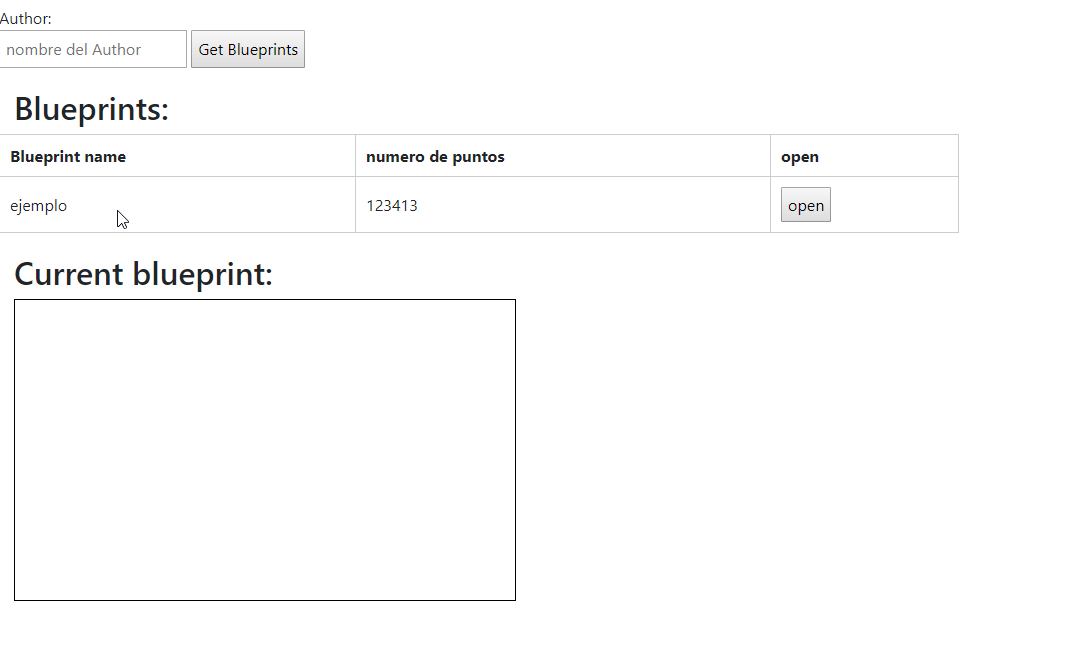 Author:
nombre del Author Get Blueprints
Blueprints:
Blueprint name numero de puntos open
ejemplo 123413 open
Current blueprint: